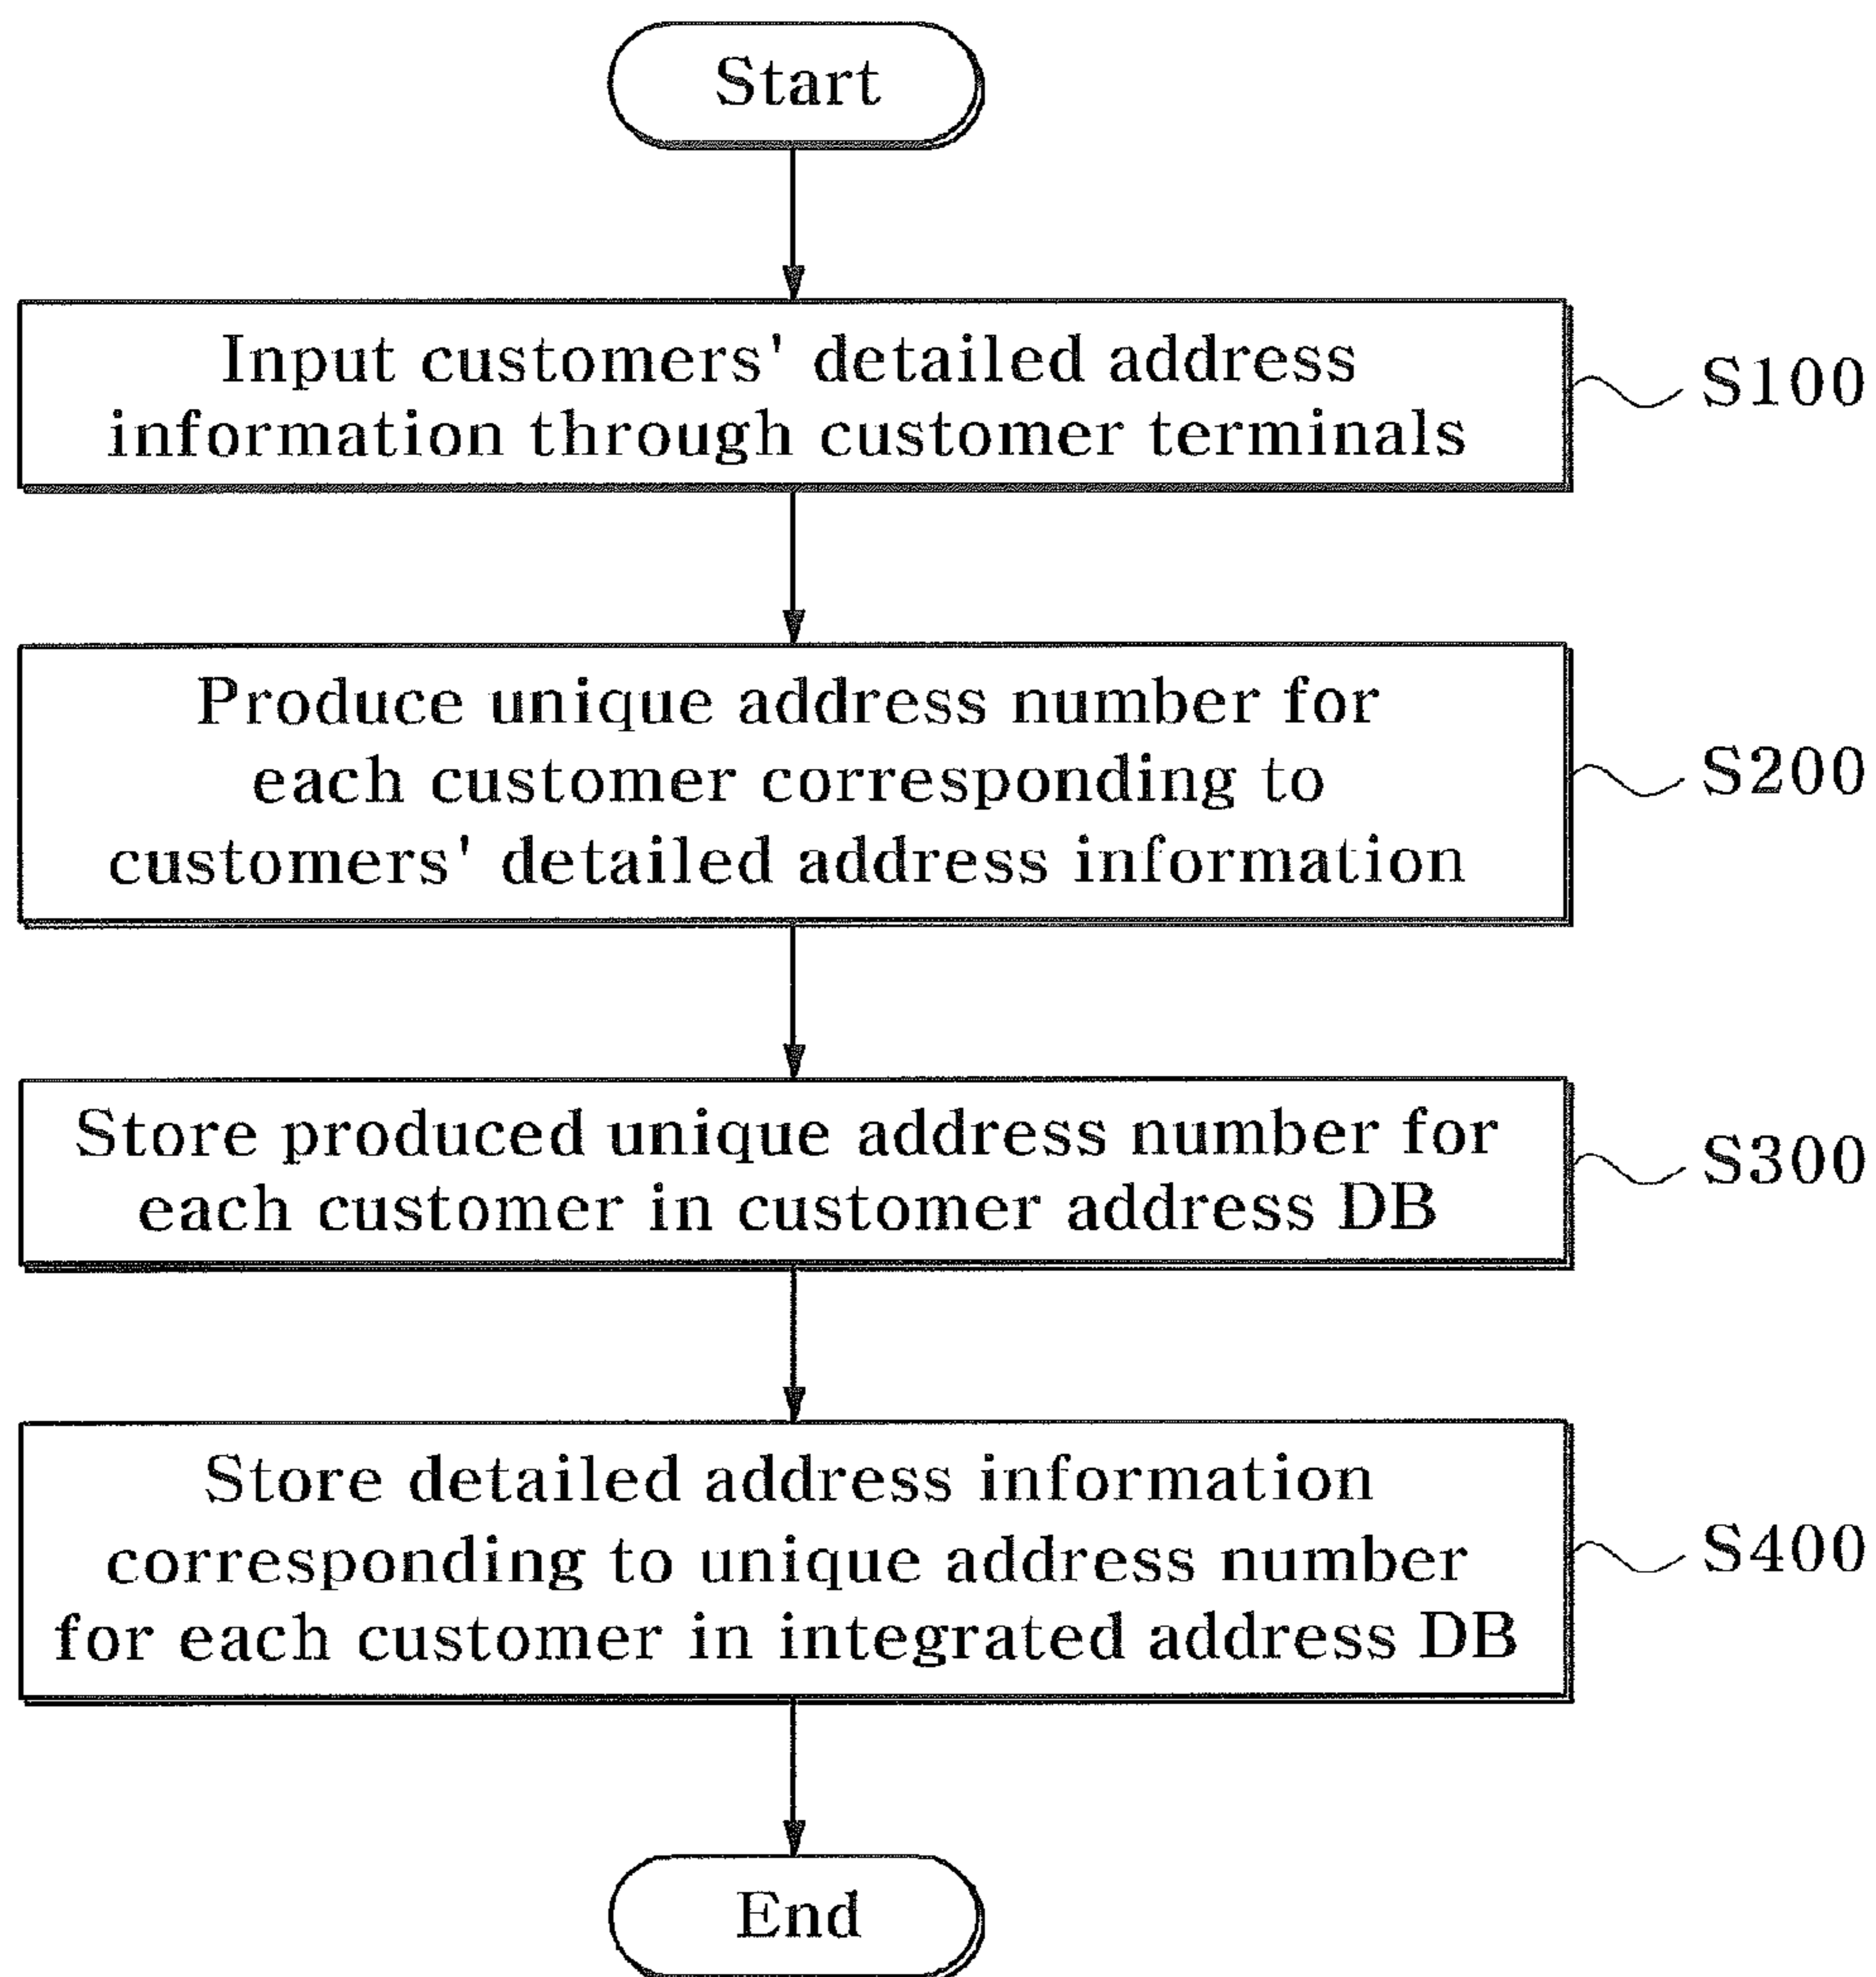 Start
Input customers' detailed address
information through customer terminals
S100
Produce unique address number for
each customer corresponding to
customers' detailed address information
S200
Store produced unique address number for
each customer in customer address DB
S300
Store detailed address information
corresponding to unique address number
for each customer in integrated address DB
S400
End